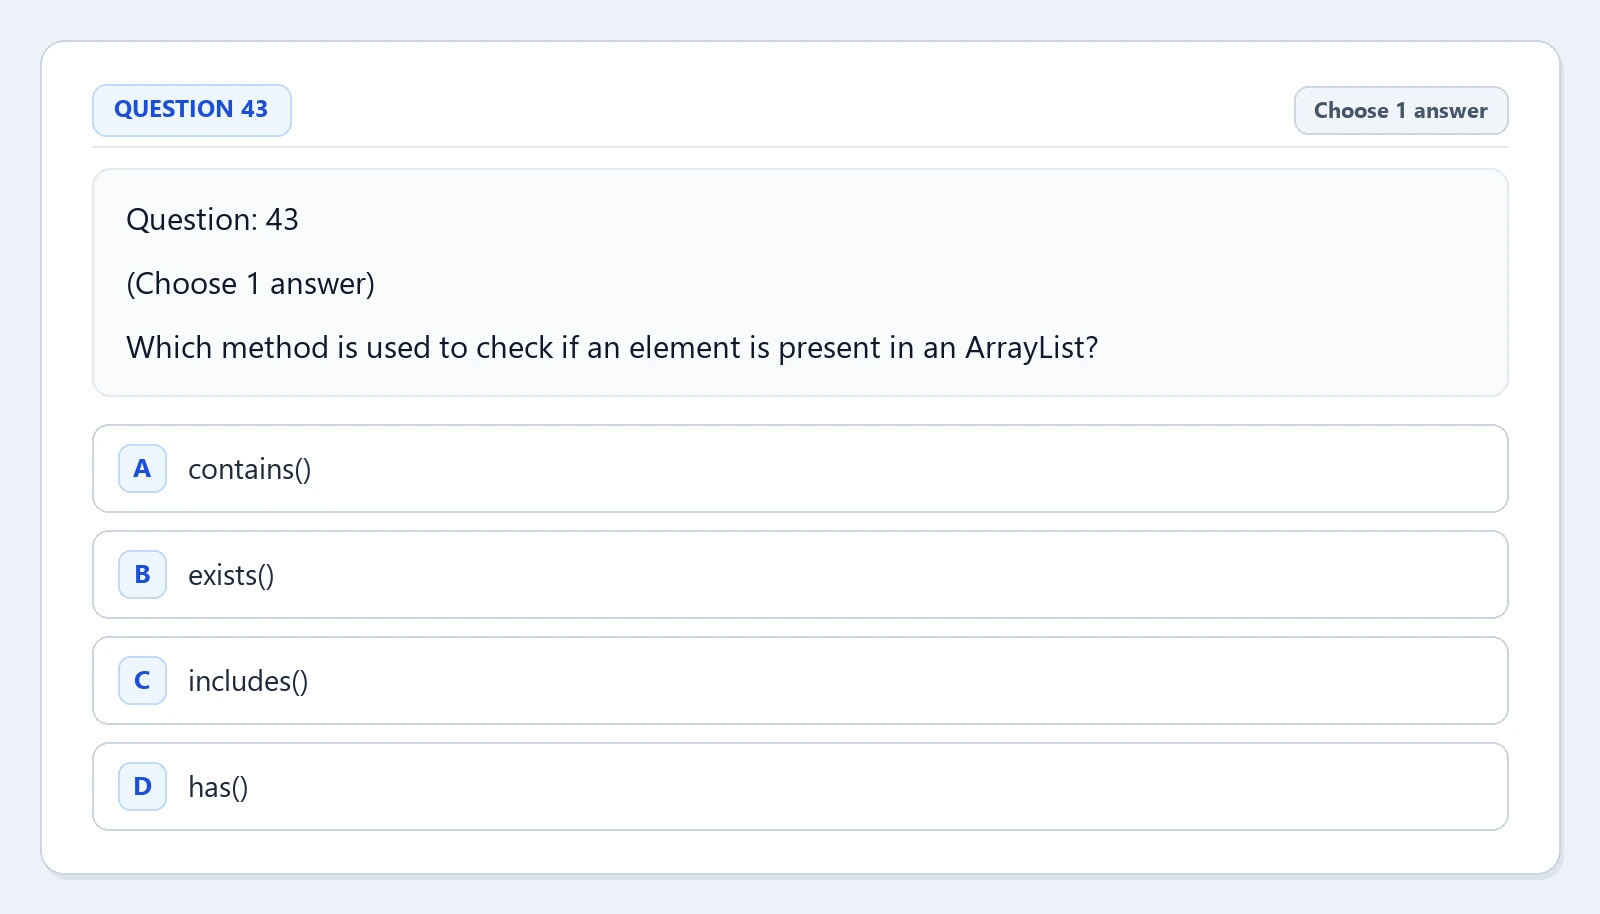 QUESTION 43
Choose 1 answer
Question: 43
(Choose 1 answer)
Which method is used to check if an element is present in an ArrayList?
A contains()
B exists()
C includes()
D has()